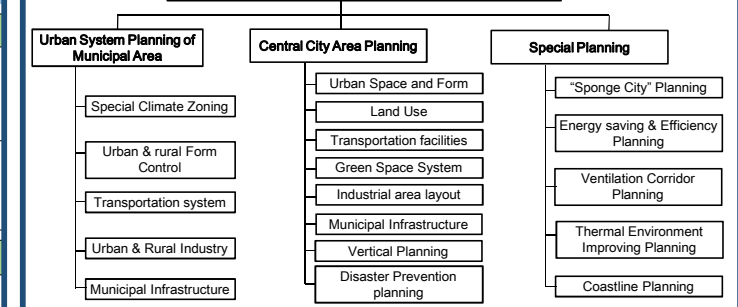 Urban System Planning of
Municipal Area
Special Climate Zoning
Urban & rural Form
Control
Transportation system
Urban & Rural Industry
Municipal Infrastructure
Central City Area Planning
Urban Space and Form
Land Use
Transportation facilities
Green Space System
Industrial area layout
Municipal Infrastructure
Vertical Planning
Disaster Prevention
planning
Special Planning
“Sponge City” Planning
Energy saving & Efficiency
Planning
Ventilation Corridor
Planning
Thermal Environment
Improving Planning
Coastline Planning